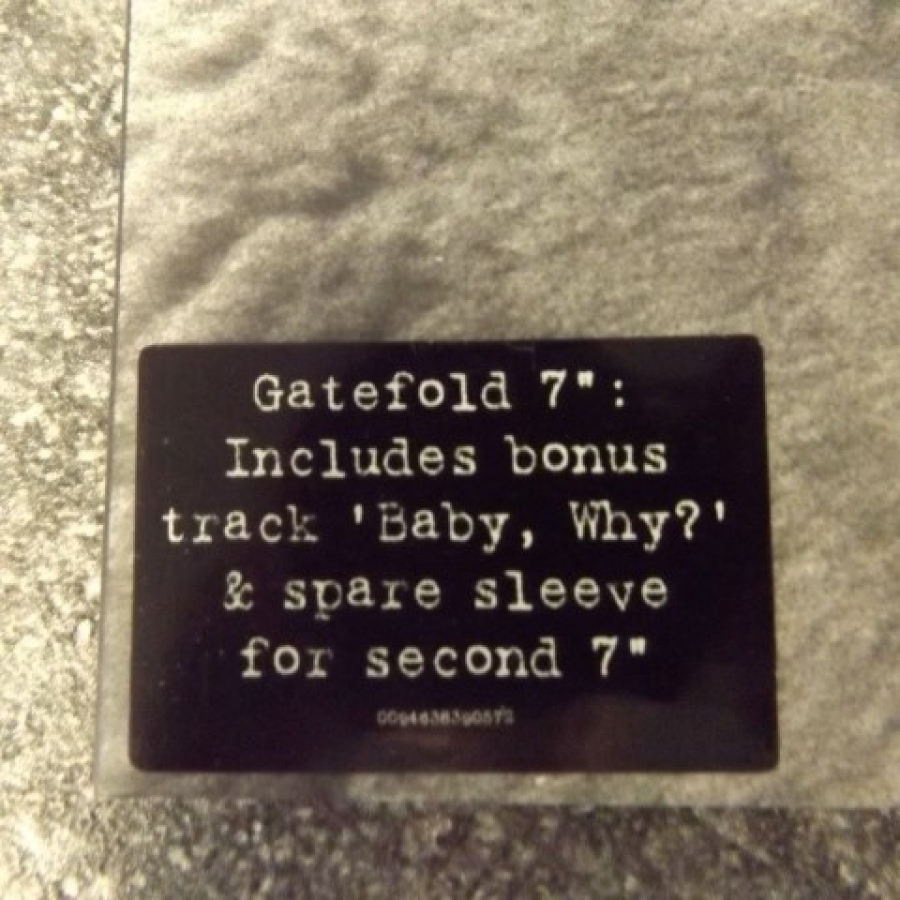 Gatefold 7":
Includes bonus
track 'Baby, Why?'
& spare sleeve
for second 7"